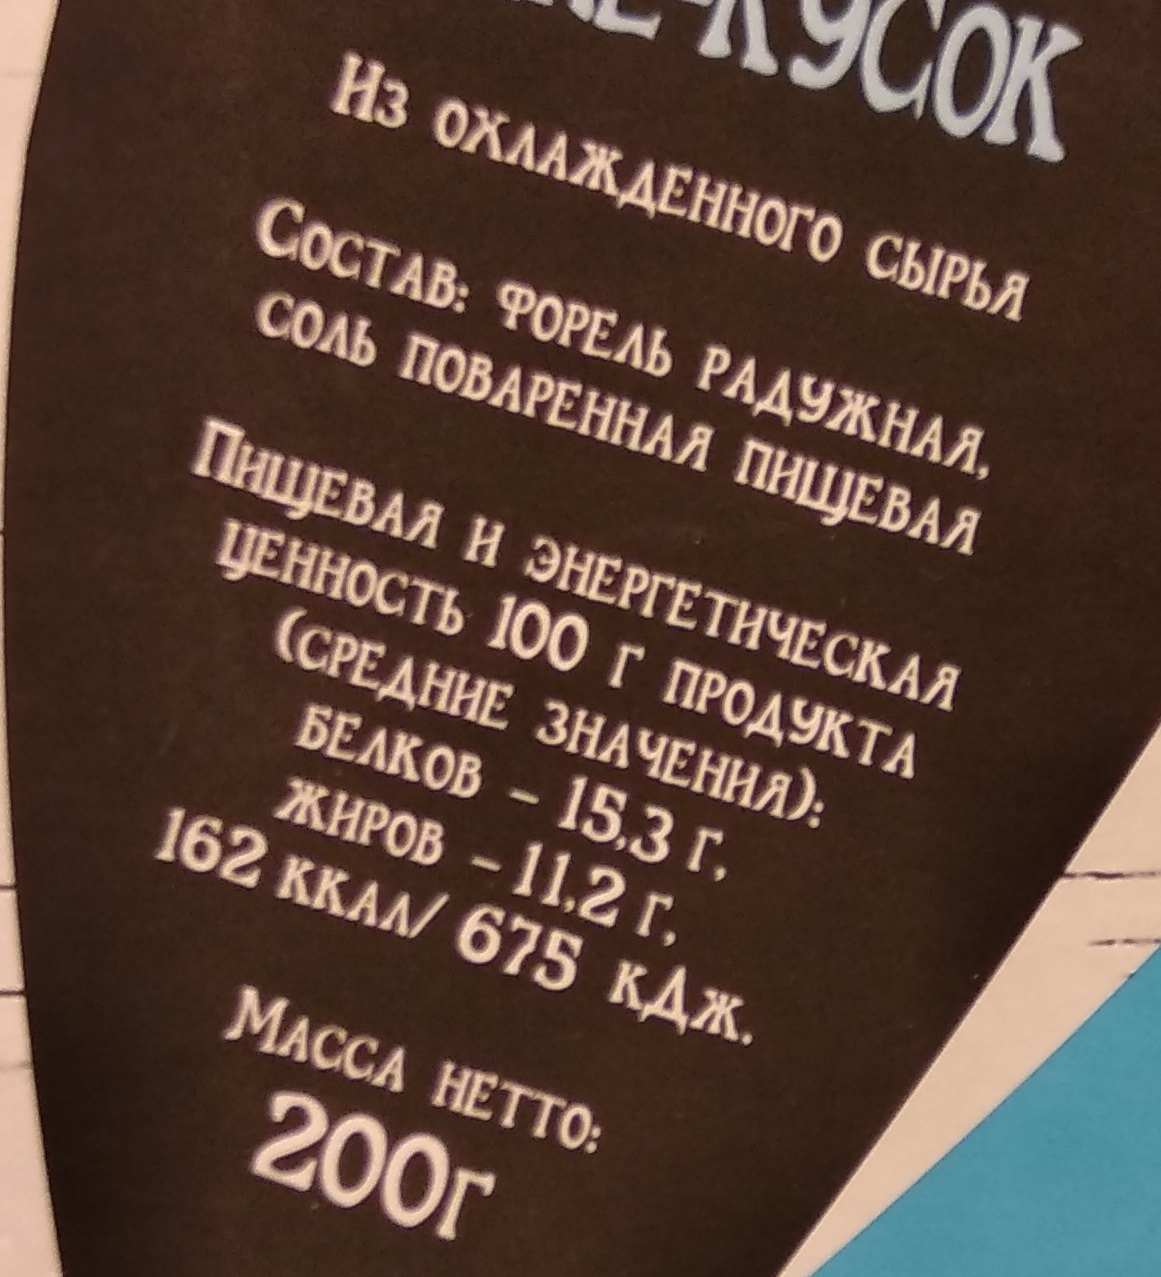 Из охлажденного сырья
Состав: форель радужная,
соль поваренная пищевая
Пищевая и энергетическая
ценность 100 г продукта
(средние значения):
белков – 15,3 г,
жиров – 11,2 г,
162 ккал/ 675 кДж.
Масса нетто:
200г